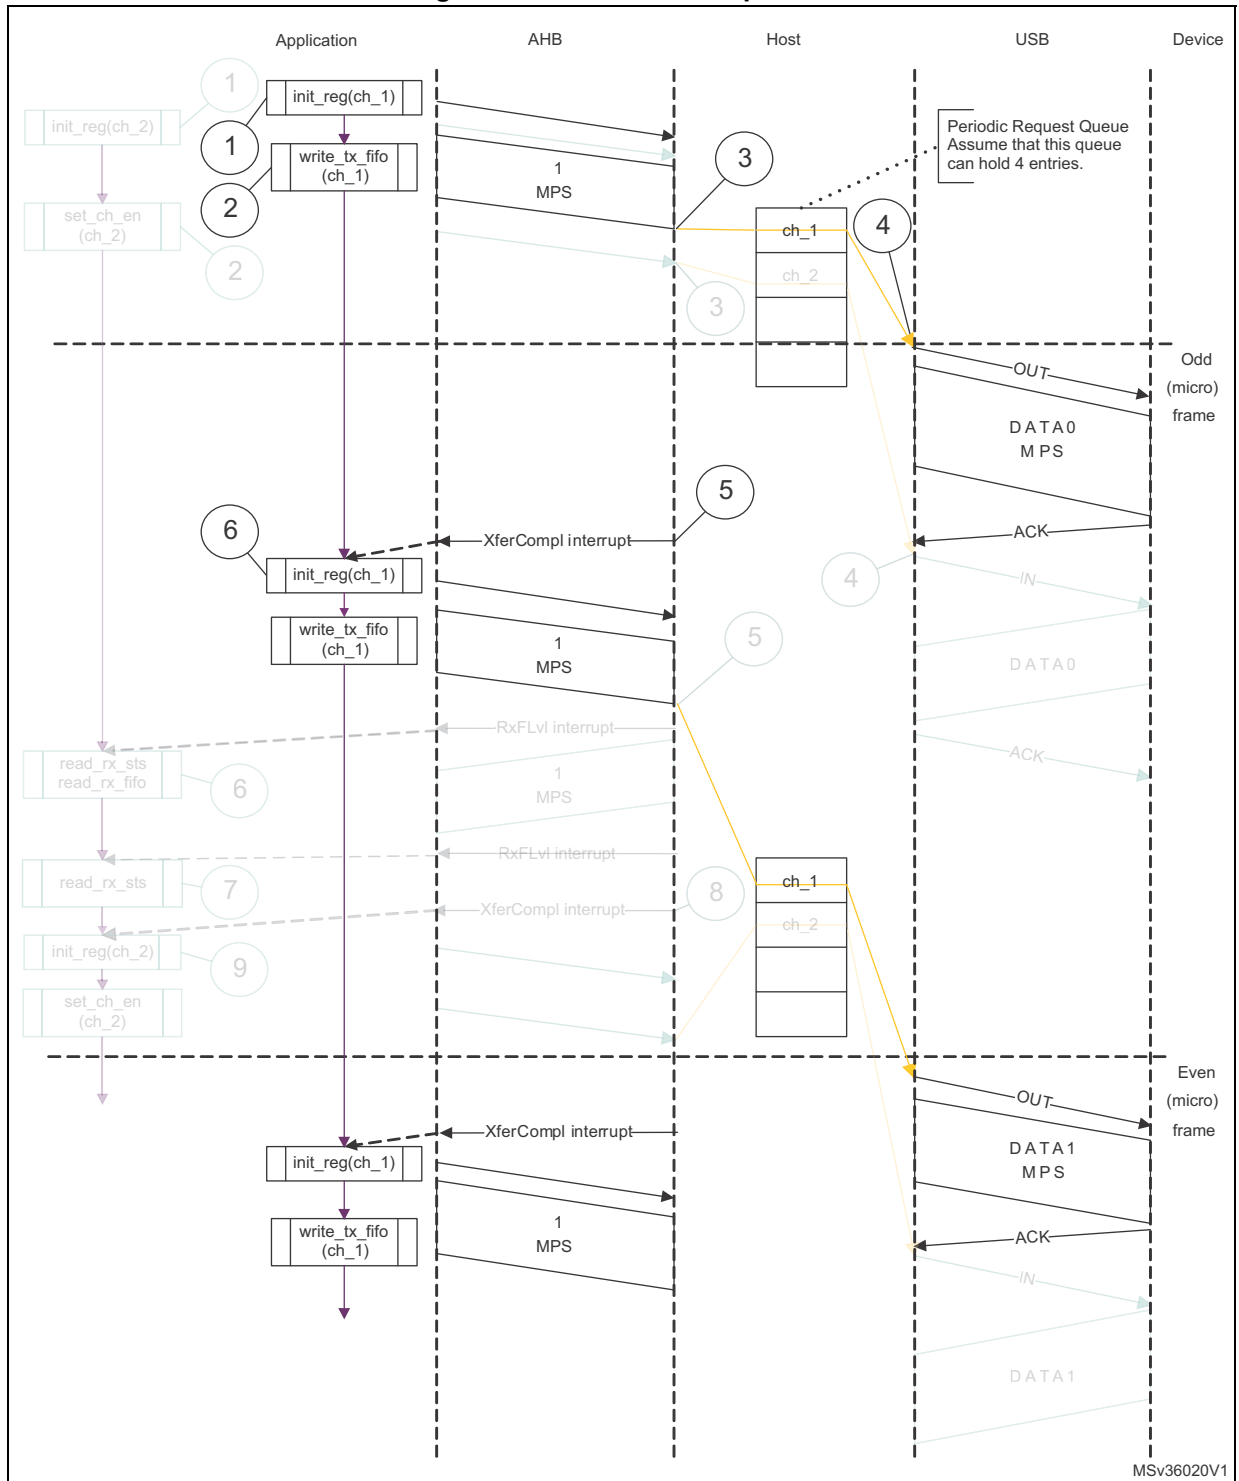 Application AHB Host USB Device
1
init_reg(ch_1)
init_reg(ch_2)
1
write_tx_fifo
(ch_1)
1
MPS
3
Periodic Request Queue
Assume that this queue
can hold 4 entries.
2
set_ch_en
(ch_2)
2
ch_1
4
ch_2
3
Odd
(micro)
frame
OUT
DATA0
MPS
5
ACK
6
XferCompl interrupt
init_reg(ch_1)
4
IN
write_tx_fifo
(ch_1)
1
MPS
5
DATA0
RxFLvl interrupt
ACK
read_rx_sts
read_rx_fifo
6
1
MPS
RxFLvl interrupt
read_rx_sts
7
8
ch_1
XferCompl interrupt
ch_2
init_reg(ch_2)
9
set_ch_en
(ch_2)
Even
(micro)
frame
OUT
XferCompl interrupt
DATA1
MPS
init_reg(ch_1)
write_tx_fifo
(ch_1)
1
MPS
ACK
IN
DATA1
MSv36020V1